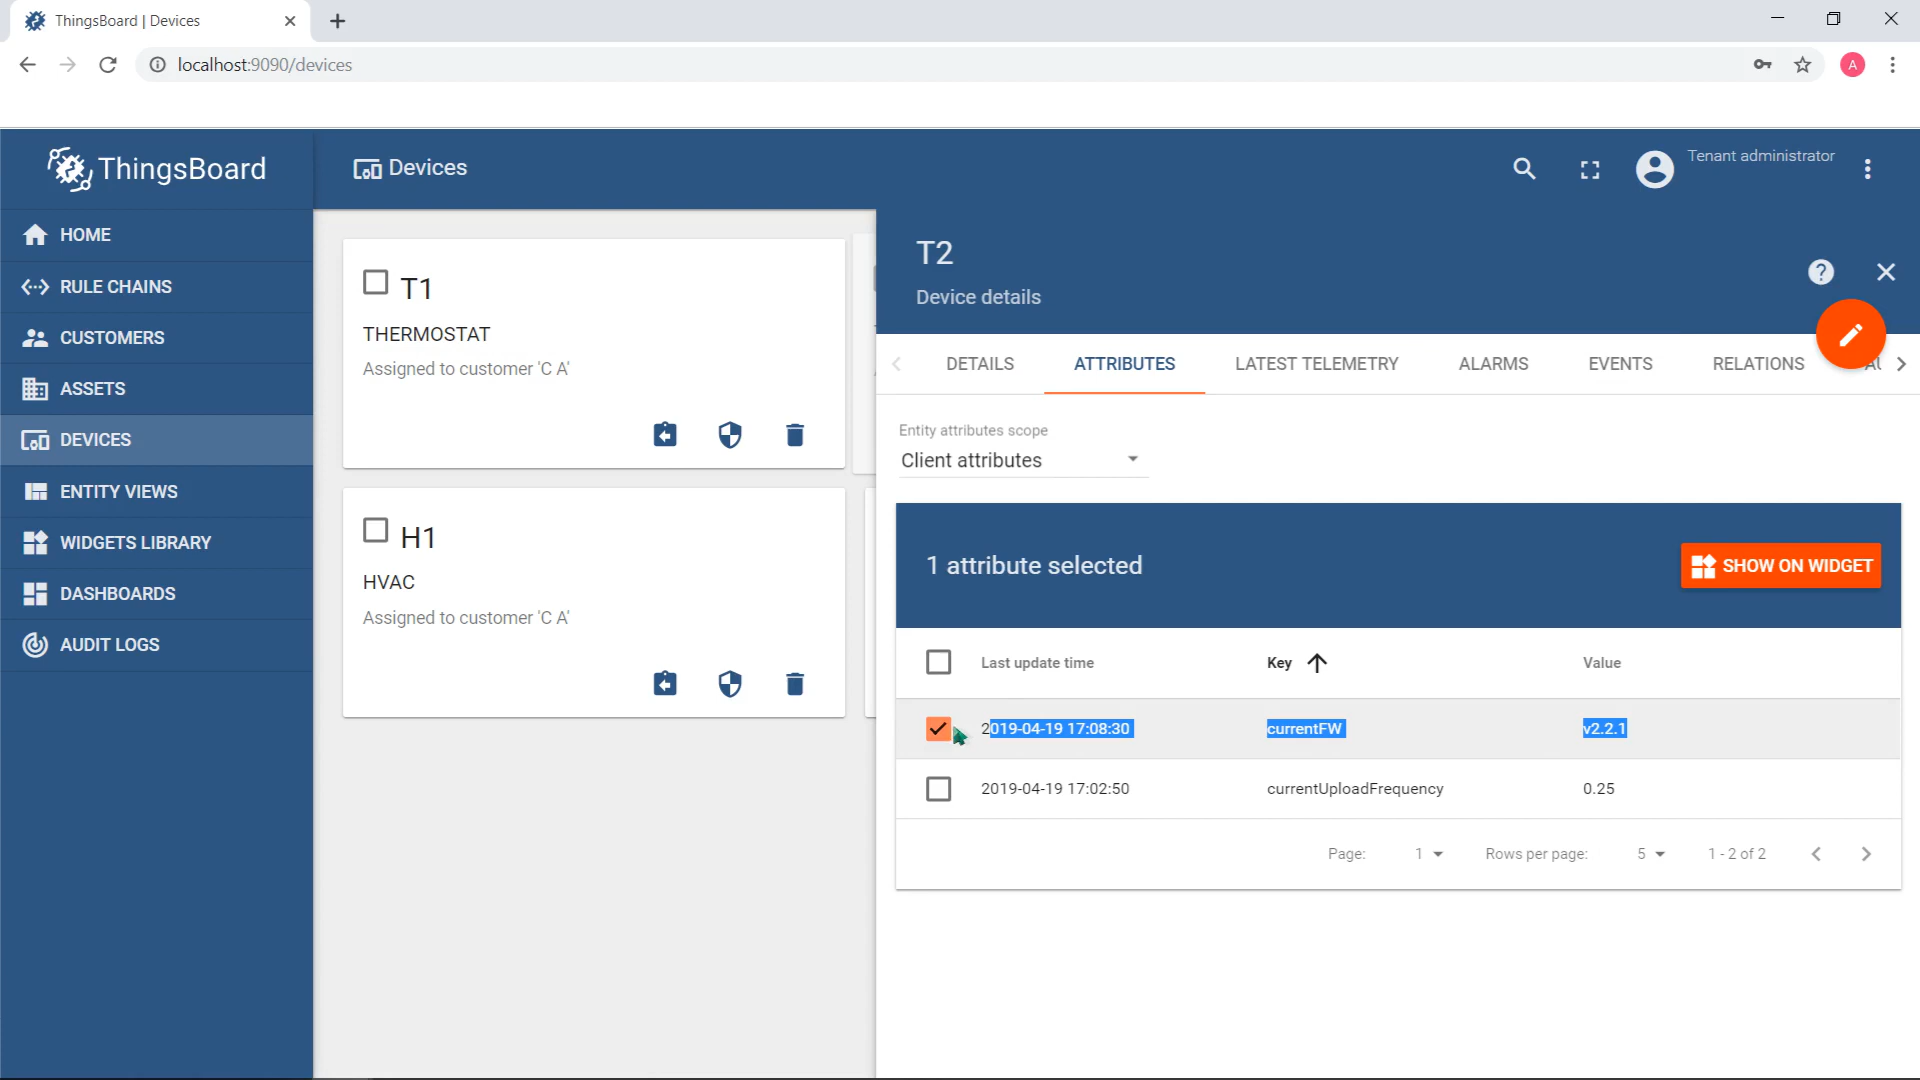 ThingsBoard | Devices
localhost:9090/devices
A
ThingsBoard
Devices
Tenant administrator
HOME
RULE CHAINS
CUSTOMERS
ASSETS
DEVICES
ENTITY VIEWS
WIDGETS LIBRARY
DASHBOARDS
AUDIT LOGS
T1
THERMOSTAT
Assigned to customer 'C A'
H1
HVAC
Assigned to customer 'C A'
T2
Device details
DETAILS ATTRIBUTES LATEST TELEMETRY ALARMS EVENTS RELATIONS
Entity attributes scope
Client attributes
1 attribute selected
SHOW ON WIDGET
Last update time Key Value
2019-04-19 17:08:30 currentFW v2.2.1
2019-04-19 17:02:50 currentUploadFrequency 0.25
Page: 1 Rows per page: 5 1 - 2 of 2